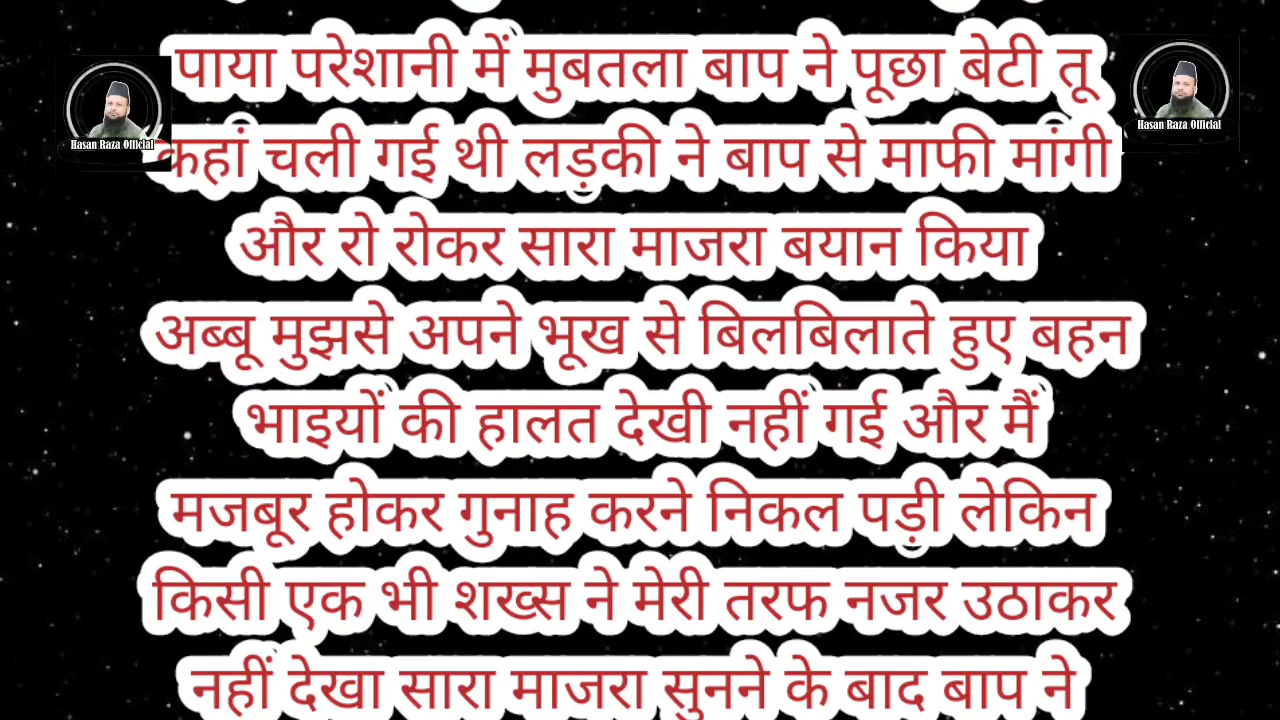 पाया परेशानी में मुबतला बाप ने पूछा बेटी तू
Hasan Raza Official
Hasan Raza Official
कहां चली गई थी लड़की ने बाप से माफी मांगी
और रो रोकर सारा माजरा बयान किया
अब्बू मुझसे अपने भूख से बिलबिलाते हुए बहन
भाइयों की हालत देखी नहीं गई और मैं
मजबूर होकर गुनाह करने निकल पड़ी लेकिन
किसी एक भी शख्स ने मेरी तरफ नजर उठाकर
नहीं देखा सारा माजरा सुनने के बाद बाप ने